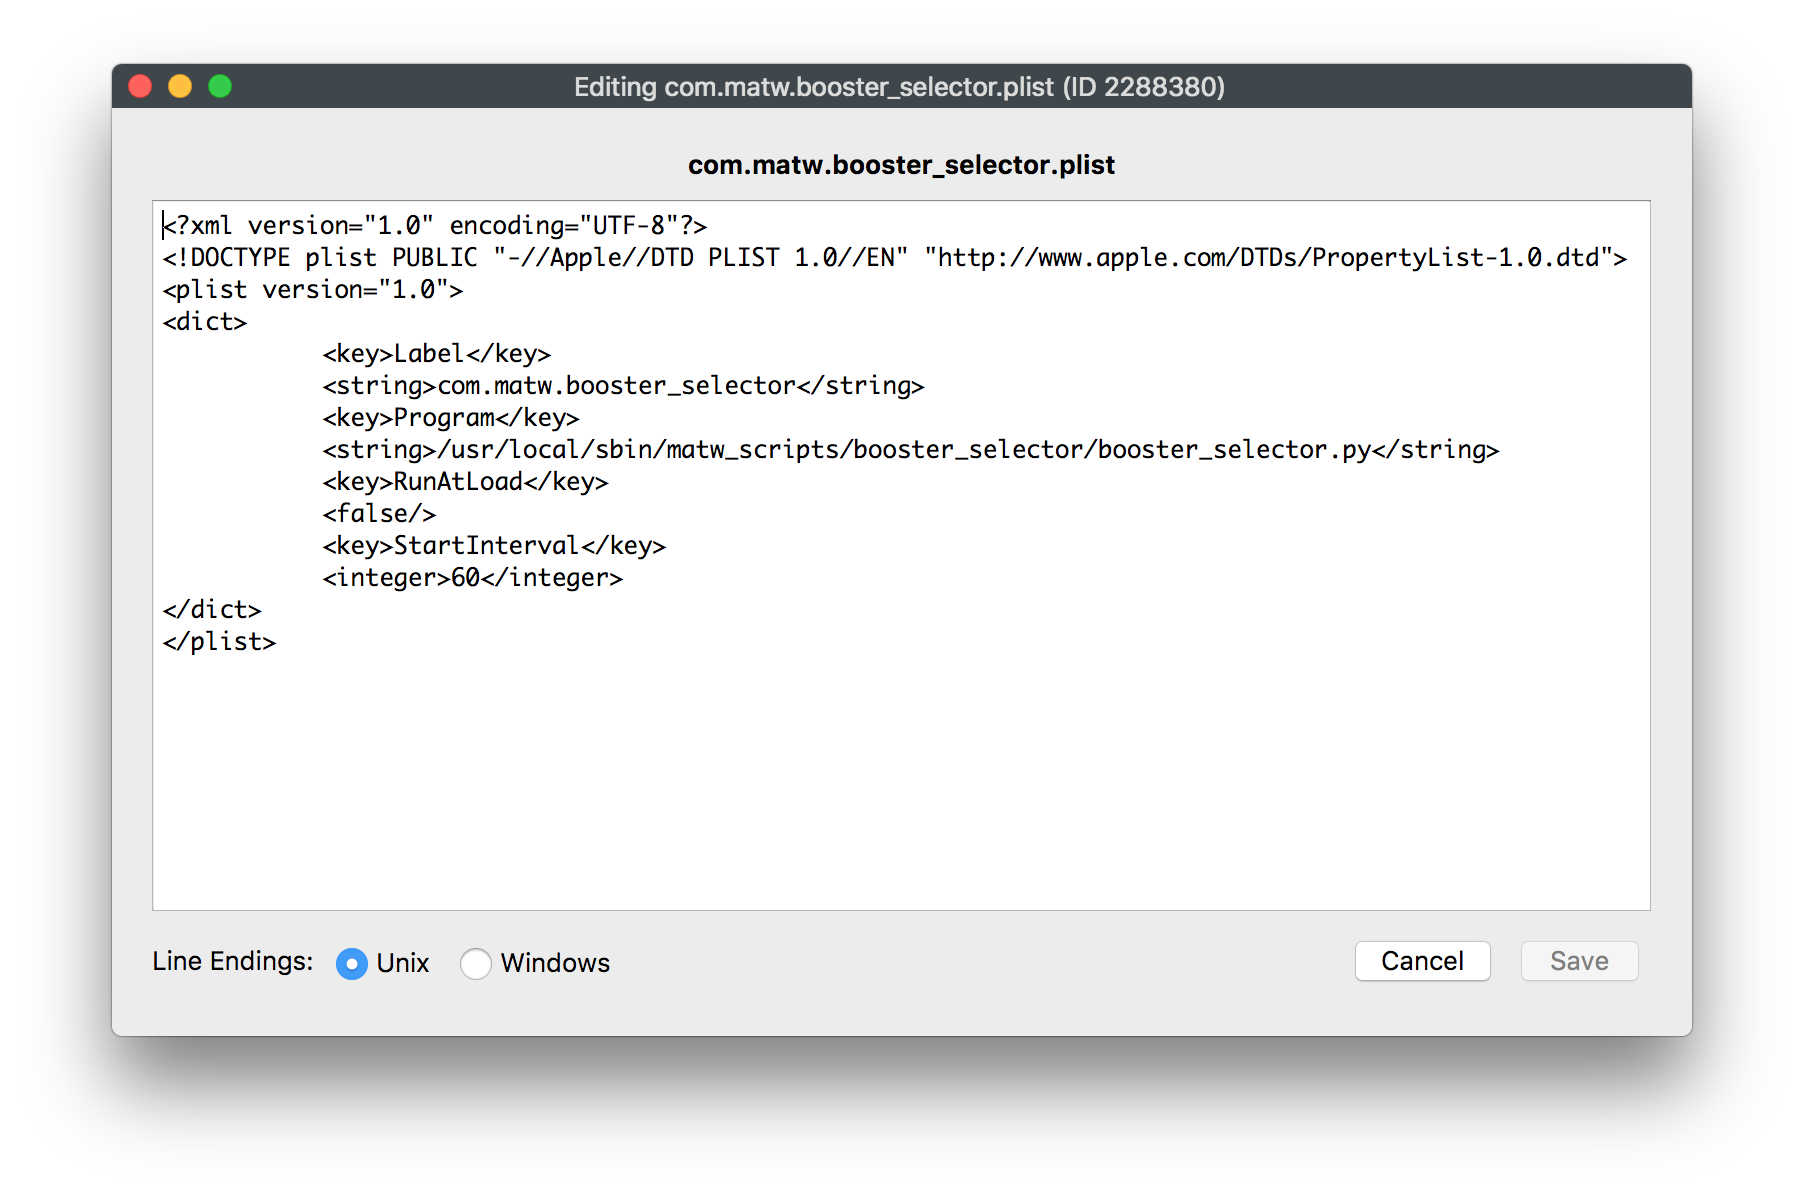 Editing com.matw.booster_selector.plist (ID 2288380)
com.matw.booster_selector.plist
<?xml version="1.0" encoding="UTF-8"?>
<!DOCTYPE plist PUBLIC "-//Apple//DTD PLIST 1.0//EN" "http://www.apple.com/DTDs/PropertyList-1.0.dtd">
<plist version="1.0">
<dict>
<key>Label</key>
<string>com.matw.booster_selector</string>
<key>Program</key>
<string>/usr/local/sbin/matw_scripts/booster_selector/booster_selector.py</string>
<key>RunAtLoad</key>
<false/>
<key>StartInterval</key>
<integer>60</integer>
</dict>
</plist>
Line Endings: Unix Windows Cancel Save